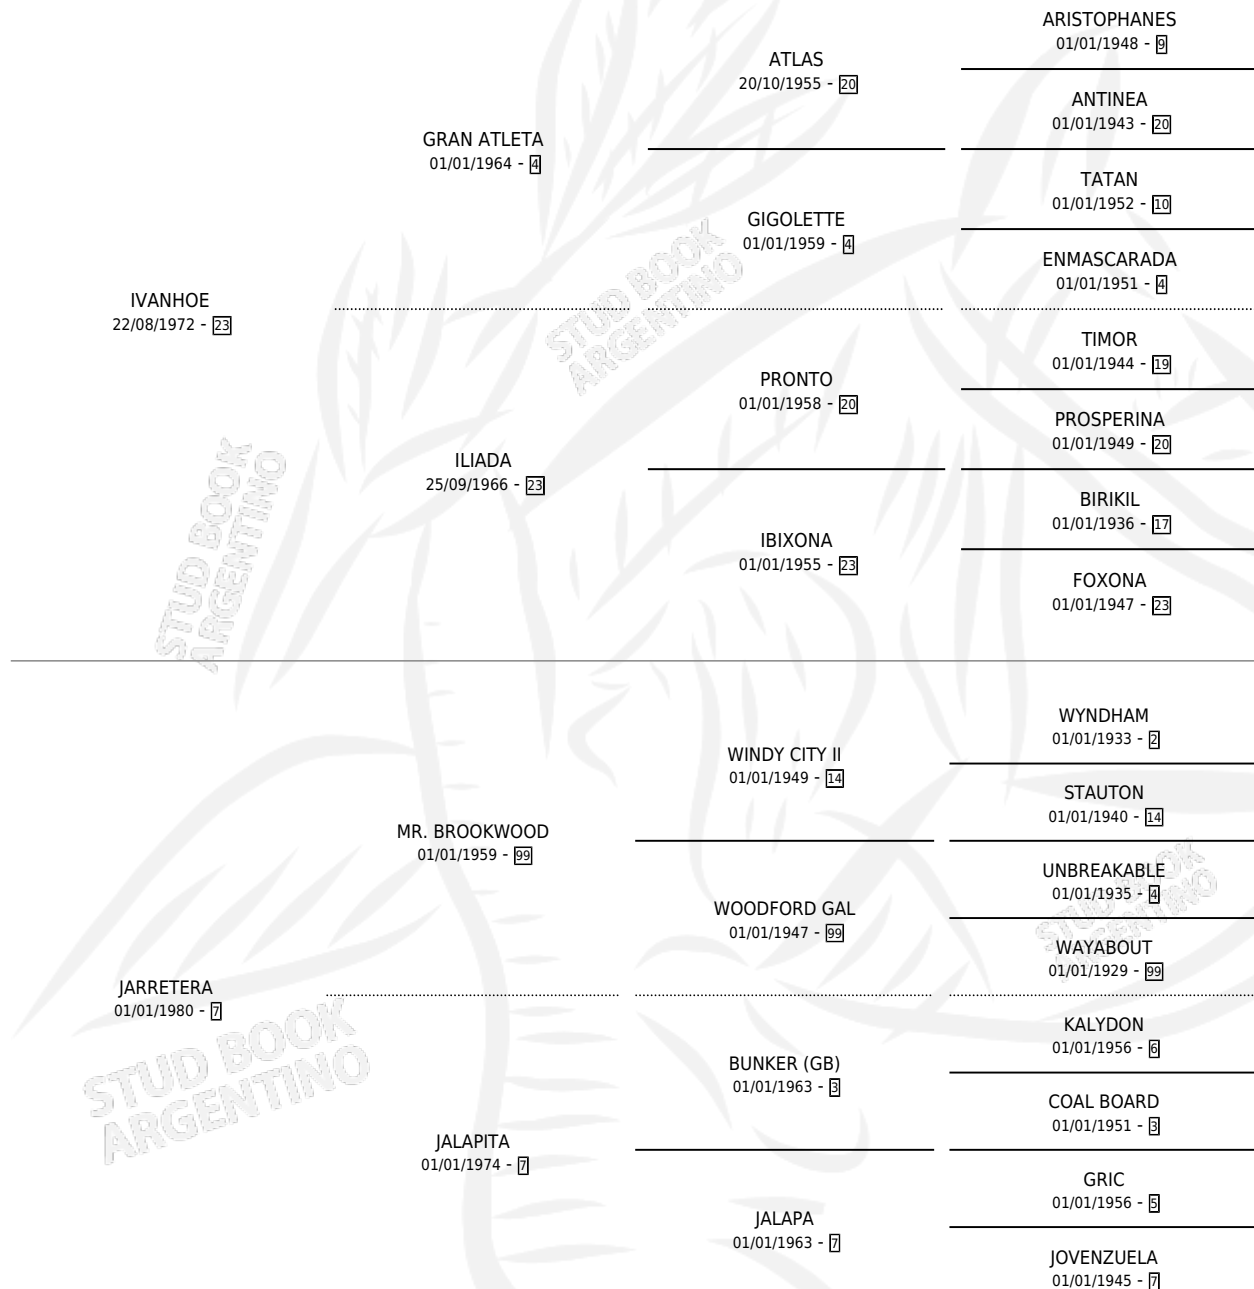 ARISTOPHANES
01/01/1948 - 9
ATLAS
20/10/1955 - 20
ANTINEA
01/01/1943 - 20
GRAN ATLETA
01/01/1964 - 4
TATAN
01/01/1952 - 10
GIGOLETTE
01/01/1959 - 4
ENMASCARADA
01/01/1951 - 4
IVANHOE
22/08/1972 - 23
STUD BOOK
ARGENTINO
TIMOR
01/01/1944 - 19
PRONTO
01/01/1958 - 20
PROSPERINA
01/01/1949 - 20
ILIADA
25/09/1966 - 23
BIRIKIL
01/01/1936 - 17
IBIXONA
01/01/1955 - 23
FOXONA
01/01/1947 - 23
STUD BOOK
ARGENTINO
WYNDHAM
01/01/1933 - 2
WINDY CITY II
01/01/1949 - 14
STAUTON
01/01/1940 - 14
MR. BROOKWOOD
01/01/1959 - 99
UNBREAKABLE
01/01/1935 - 4
WOODFORD GAL
01/01/1947 - 99
WAYABOUT
01/01/1929 - 99
STUD BOOK
ARGENTINO
JARRETERA
01/01/1980 - 7
STUD BOOK
ARGENTINO
KALYDON
01/01/1956 - 6
BUNKER (GB)
01/01/1963 - 3
COAL BOARD
01/01/1951 - 3
JALAPITA
01/01/1974 - 7
GRIC
01/01/1956 - 5
JALAPA
01/01/1963 - 7
JOVENZUELA
01/01/1945 - 7